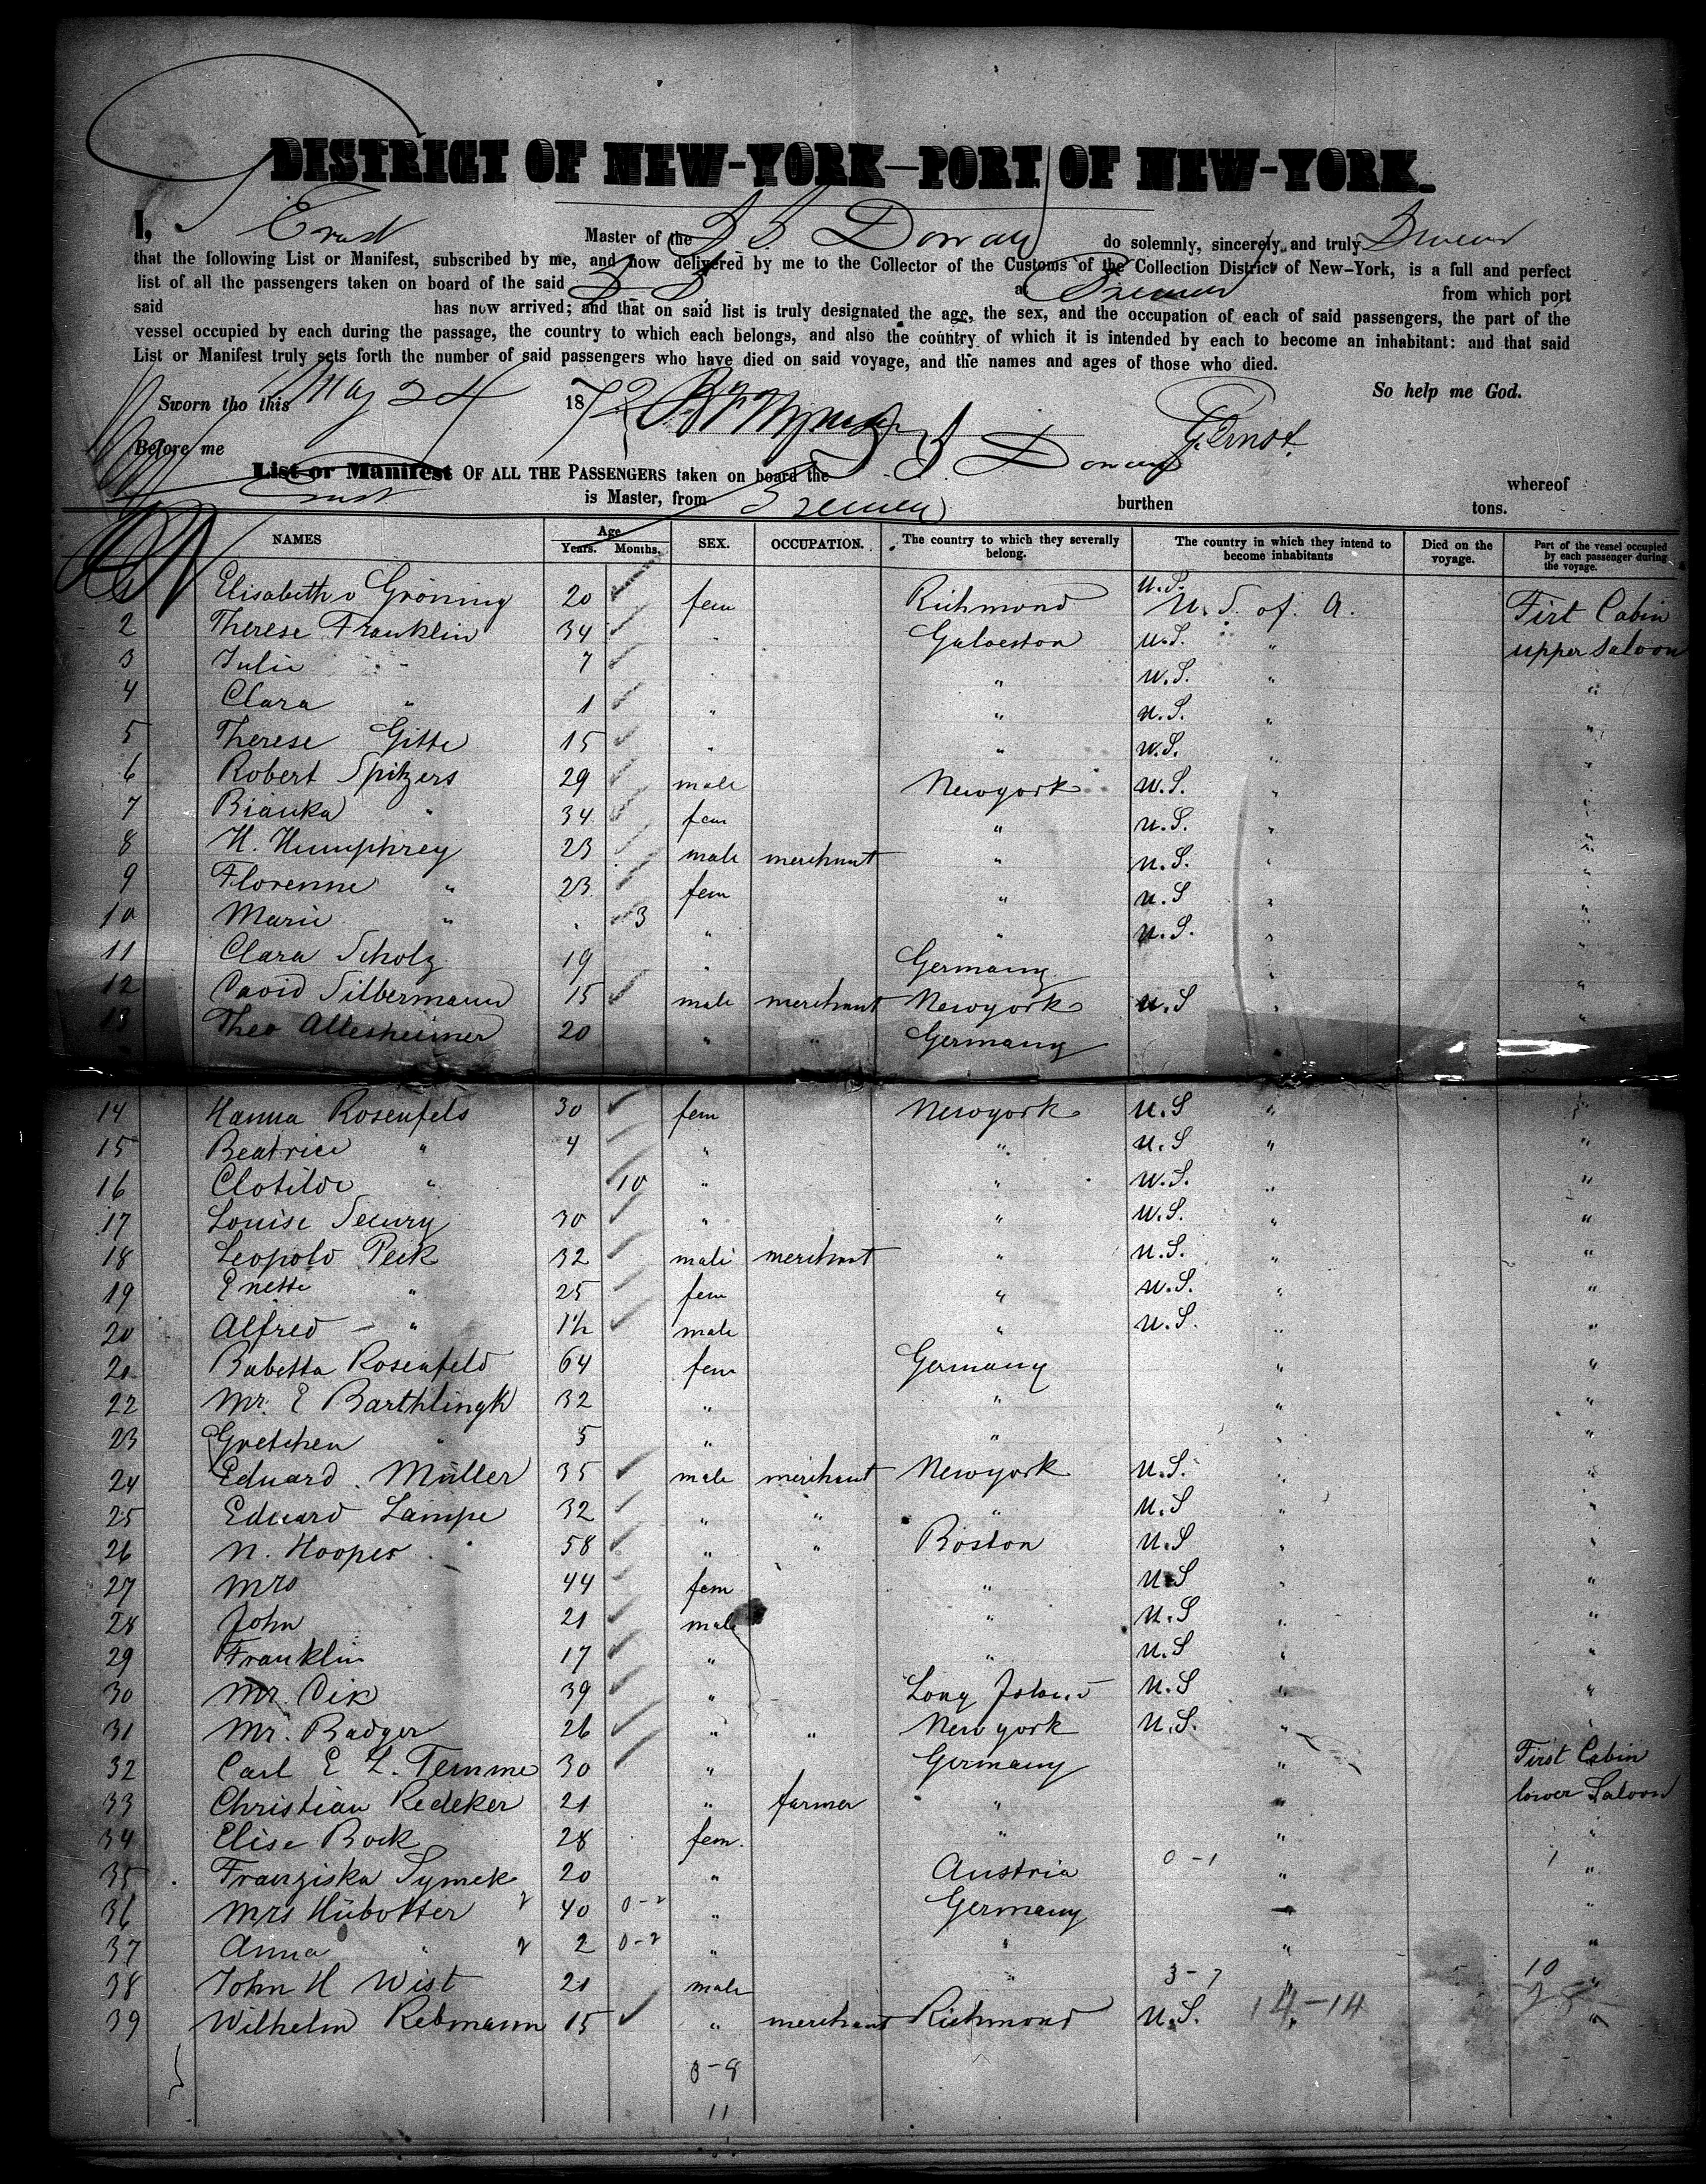 DISTRICT OF NEW-YORK—PORT OF NEW-YORK.
I, Ernst Master of the S S Donau do solemnly, sincerely and truly Swear
that the following List or Manifest, subscribed by me, and now delivered by me to the Collector of the Customs of the Collection District of New-York, is a full and perfect
list of all the passengers taken on board of the said S S at Bremen from which port
said has now arrived; and that on said list is truly designated the age, the sex, and the occupation of each of said passengers, the part of the
vessel occupied by each during the passage, the country to which each belongs, and also the country of which it is intended by each to become an inhabitant: and that said
List or Manifest truly sets forth the number of said passengers who have died on said voyage, and the names and ages of those who died.
Sworn tho this May 24 1872 So help me God.
Before me G. Ernst.
List or Manifest OF ALL THE PASSENGERS taken on board the S S Donau whereof
Ernst is Master, from Bremen burthen tons.
NAMES Age Years. Months. SEX. OCCUPATION. The country to which they severally belong. The country in which they intend to become inhabitants Died on the voyage. Part of the vessel occupied by each passenger during the voyage.
1 Elisabeth v Gröning 20 fem Richmond U.S. U. S. of. A. Firt Cabin
2 Therese Franklin 34 " Galveston U.S. " upper Saloon
3 Julie " 7 " " U.S. " "
4 Clara " 1 " " U.S. " "
5 Therese Gitte 15 " " U.S. " "
6 Robert Spitzers 29 male Newyork U.S. " "
7 Bianka " 34 fem " U.S. " "
8 H. Humphrey 23 male merchant " U.S. " "
9 Florenne " 23 fem " U.S " "
10 Marie " " 3 " " U.S. " "
11 Clara Scholz 19 " Germany " "
12 David Silbermann 15 male merchant Newyork U.S " "
13 Theo Allesheimer 20 " " Germany "
14 Hanna Rosenfels 30 fem Newyork U.S " "
15 Beatrice " 4 " " U.S " "
16 Clotilde " 10 " " U.S. " "
17 Louise Secury 30 " " U.S. " "
18 Leopold Peck 32 male merchant " U.S. " "
19 Enette " 25 fem " U.S. " "
20 Alfred — " 1½ male " U.S. " "
21 Babetta Rosenfeld 64 fem Germany " "
22 Mr. E Barthlingk 32 " " " "
23 Gretchen " 5 " " " "
24 Eduard Müller 35 male merchant Newyork U.S. " "
25 Eduard Lampe 32 " " " U.S " "
26 N. Hooper 58 " " Boston U.S " "
27 Mrs 44 fem " U.S " "
28 John 21 male " U.S " "
29 Franklin 17 " " U.S " "
30 Mr. Dix 39 " Long Island U.S " "
31 Mr. Badger 26 " " New york U.S. " "
32 Carl E L. Temme 30 " Germany " First Cabin
33 Christian Redeker 21 " farmer " " lower Saloon
34 Elise Bock 28 fem. " " "
35 Franziska Symek 20 " Austria 0-1 " 1 "
36 Mrs Hübotter 2 40 0-2 " Germany " "
37 Anna " 2 2 0-2 " " " "
38 John H Wist 21 male " 3-7 " 10 "
39 Wilhelm Rebmann 15 " merchant Richmond U.S. " 14-14 28 "
3-8
11